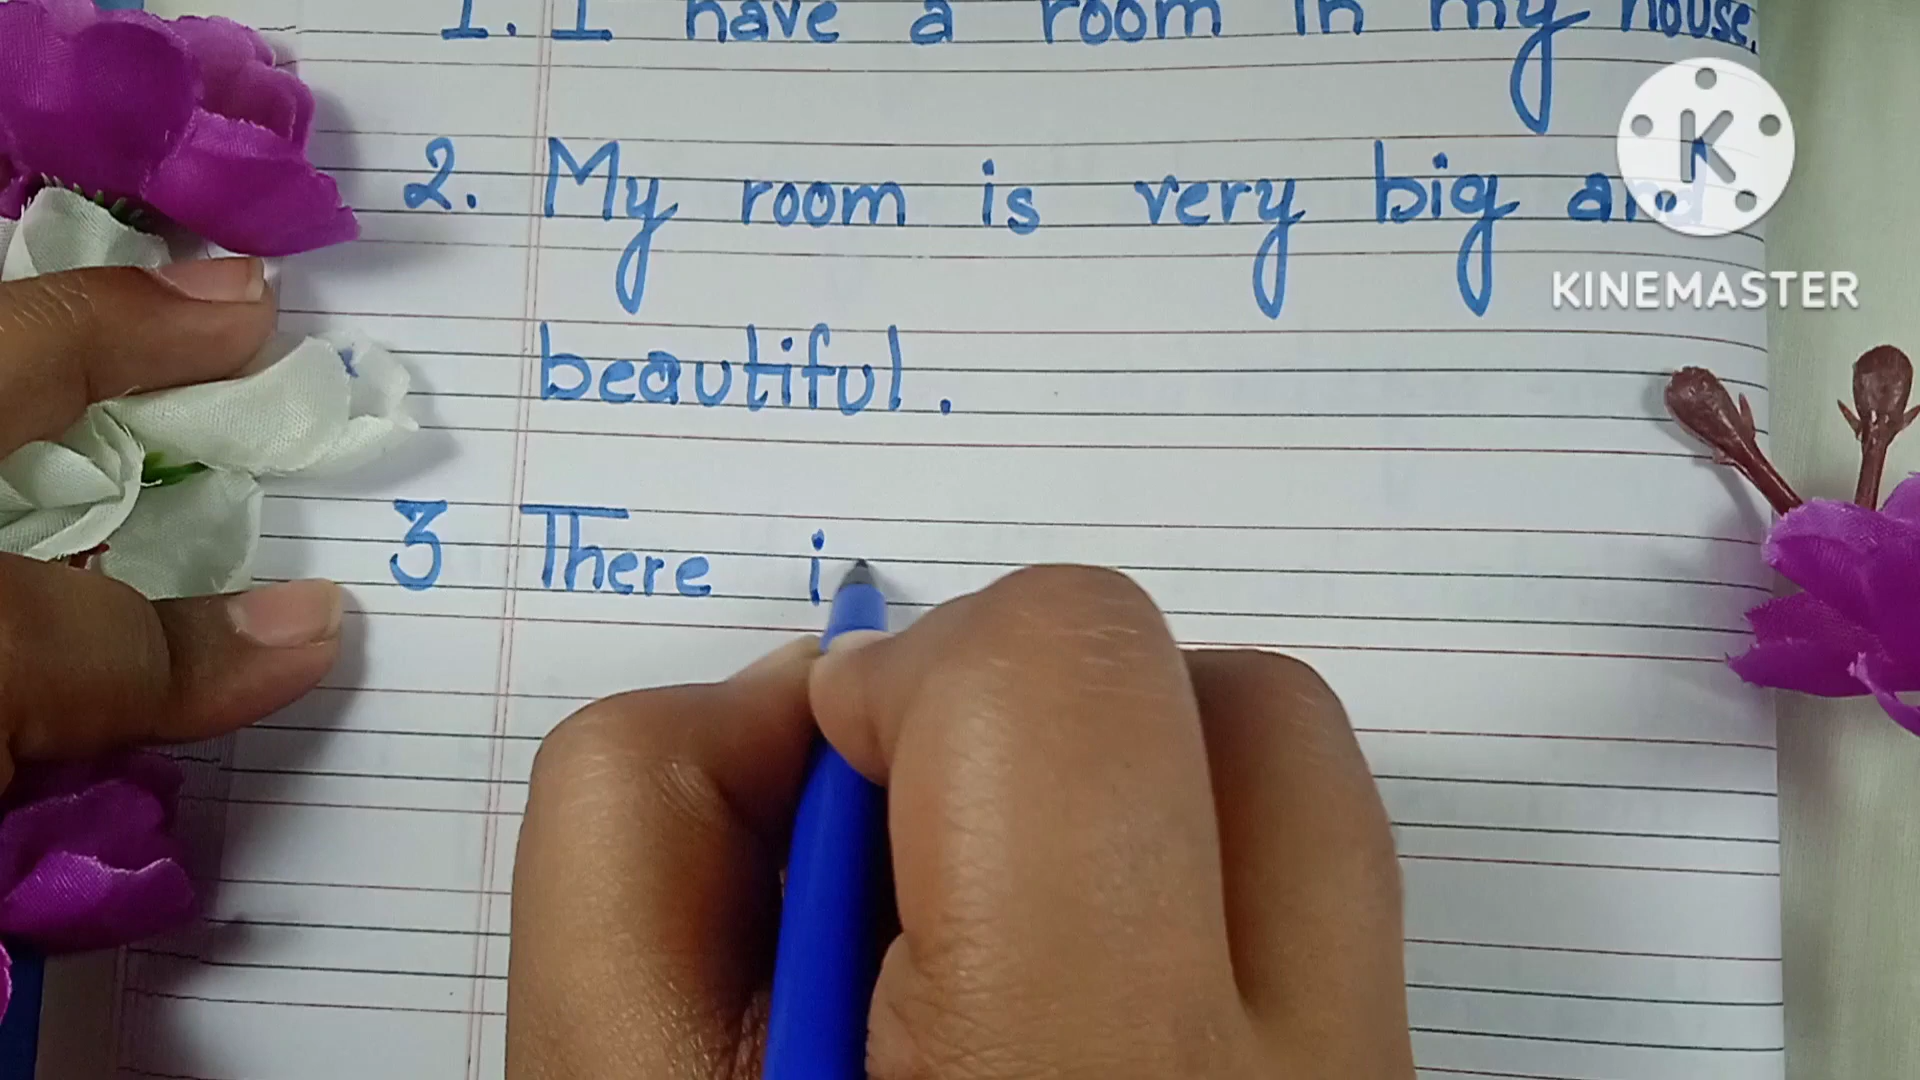 1. I have a room in my house.
2. My room is very big and
K
KINEMASTER
beautiful.
3 There i